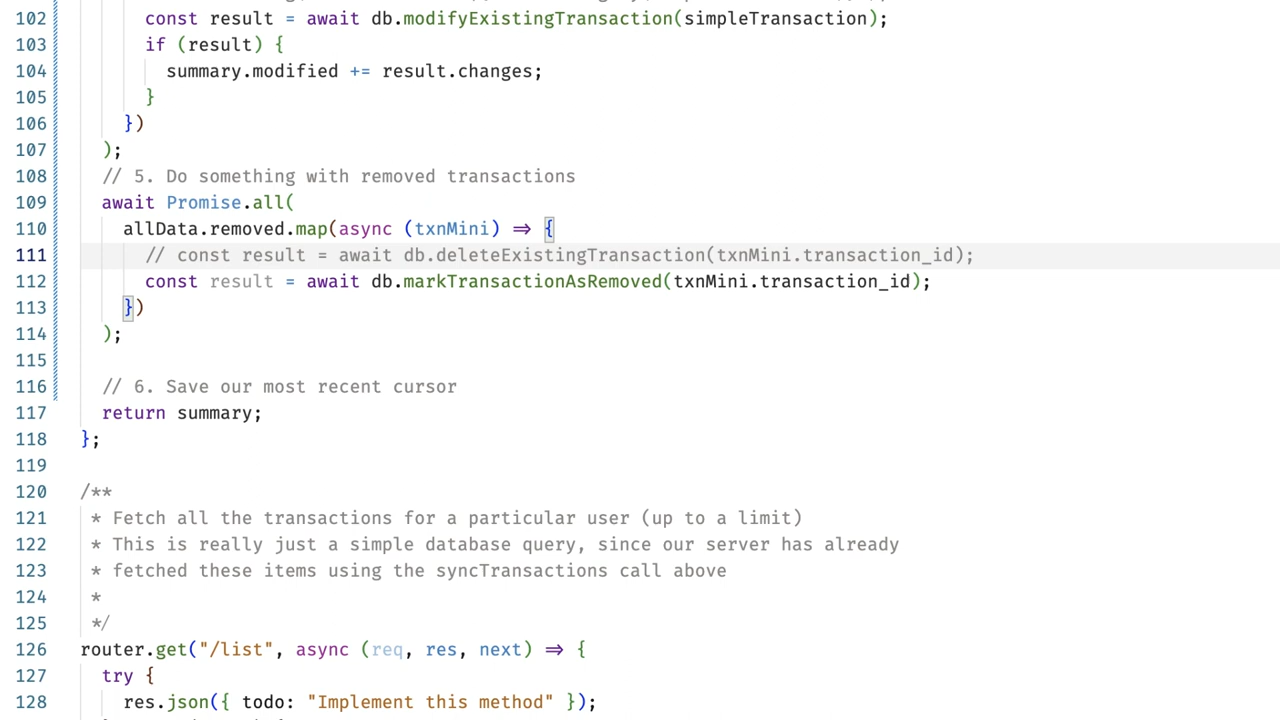 102 const result = await db.modifyExistingTransaction(simpleTransaction);
103 if (result) {
104 summary.modified += result.changes;
105 }
106 })
107 );
108 // 5. Do something with removed transactions
109 await Promise.all(
110 allData.removed.map(async (txnMini) => {
111 // const result = await db.deleteExistingTransaction(txnMini.transaction_id);
112 const result = await db.markTransactionAsRemoved(txnMini.transaction_id);
113 })
114 );
115
116 // 6. Save our most recent cursor
117 return summary;
118 };
119
120 /**
121 * Fetch all the transactions for a particular user (up to a limit)
122 * This is really just a simple database query, since our server has already
123 * fetched these items using the syncTransactions call above
124 *
125 */
126 router.get("/list", async (req, res, next) => {
127 try {
128 res.json({ todo: "Implement this method" });